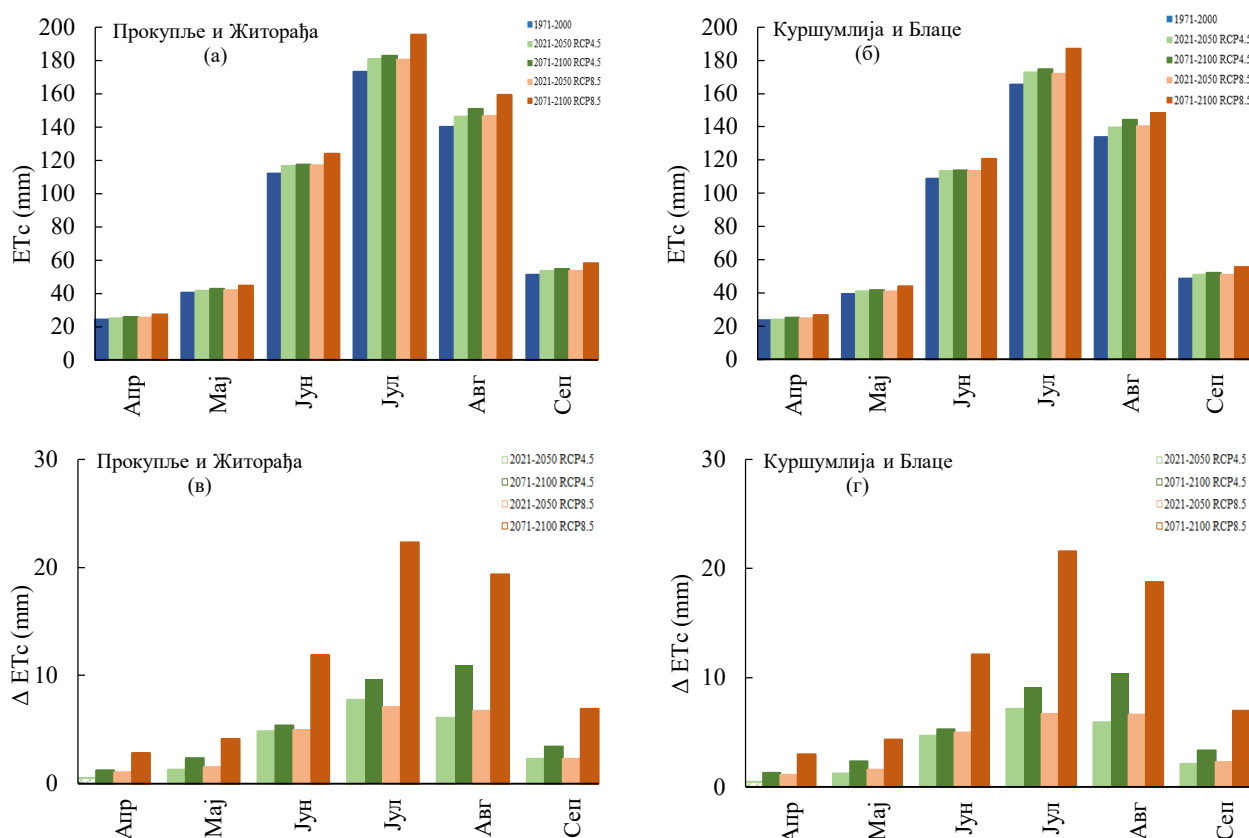 Прокупље и Житорађа
(а)
1971-2000
2021-2050 RCP4.5
2071-2100 RCP4.5
2021-2050 RCP8.5
2071-2100 RCP8.5
ETc (mm)
200
180
160
140
120
100
80
60
40
20
0
Апр
Мај
Јун
Јул
Авг
Сеп
Куршумлија и Блаце
(б)
1971-2000
2021-2050 RCP4.5
2071-2100 RCP4.5
2021-2050 RCP8.5
2071-2100 RCP8.5
ETc (mm)
200
180
160
140
120
100
80
60
40
20
0
Апр
Мај
Јун
Јул
Авг
Сеп
Прокупље и Житорађа
(в)
2021-2050 RCP4.5
2071-2100 RCP4.5
2021-2050 RCP8.5
2071-2100 RCP8.5
Δ ETc (mm)
30
20
10
0
Апр
Мај
Јун
Јул
Авг
Сеп
Куршумлија и Блаце
(г)
2021-2050 RCP4.5
2071-2100 RCP4.5
2021-2050 RCP8.5
2071-2100 RCP8.5
Δ ETc (mm)
30
20
10
0
Апр
Мај
Јун
Јул
Авг
Сеп